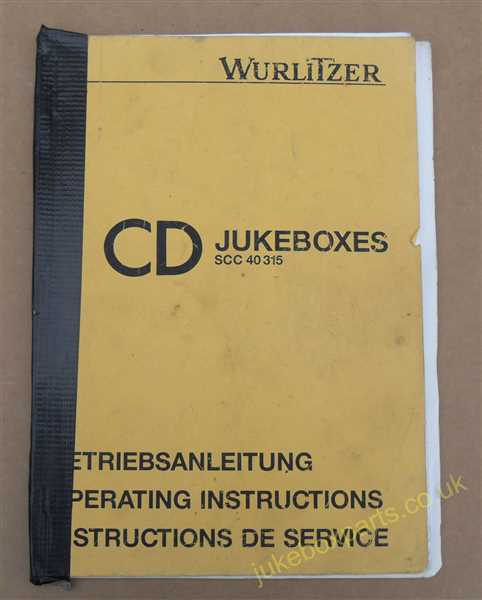 WURLITZER
CD JUKEBOXES
SCC 40 315
ETRIEBSANLEITUNG
PERATING INSTRUCTIONS
STRUCTIONS DE SERVICE
jukeboxparts.co.uk